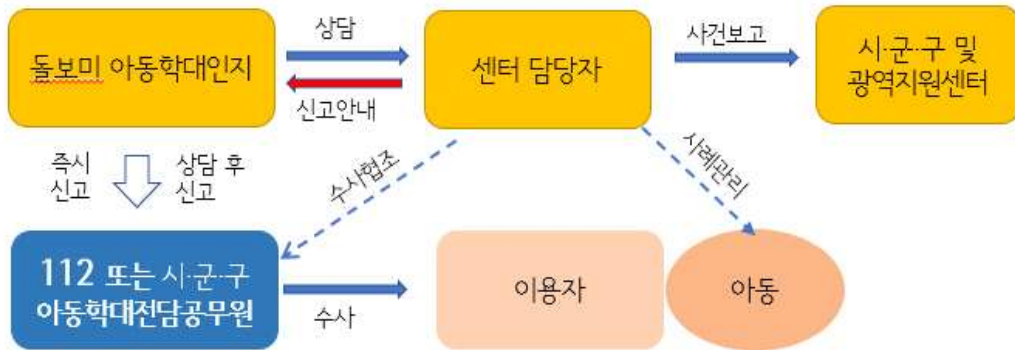 돌보미 아동학대인지
상담
신고안내
센터 담당자
사건보고
시·군·구 및
광역지원센터
즉시
신고
상담 후
신고
수사협조
사례관리
112 또는 시·군·구
아동학대전담공무원
수사
이용자
아동